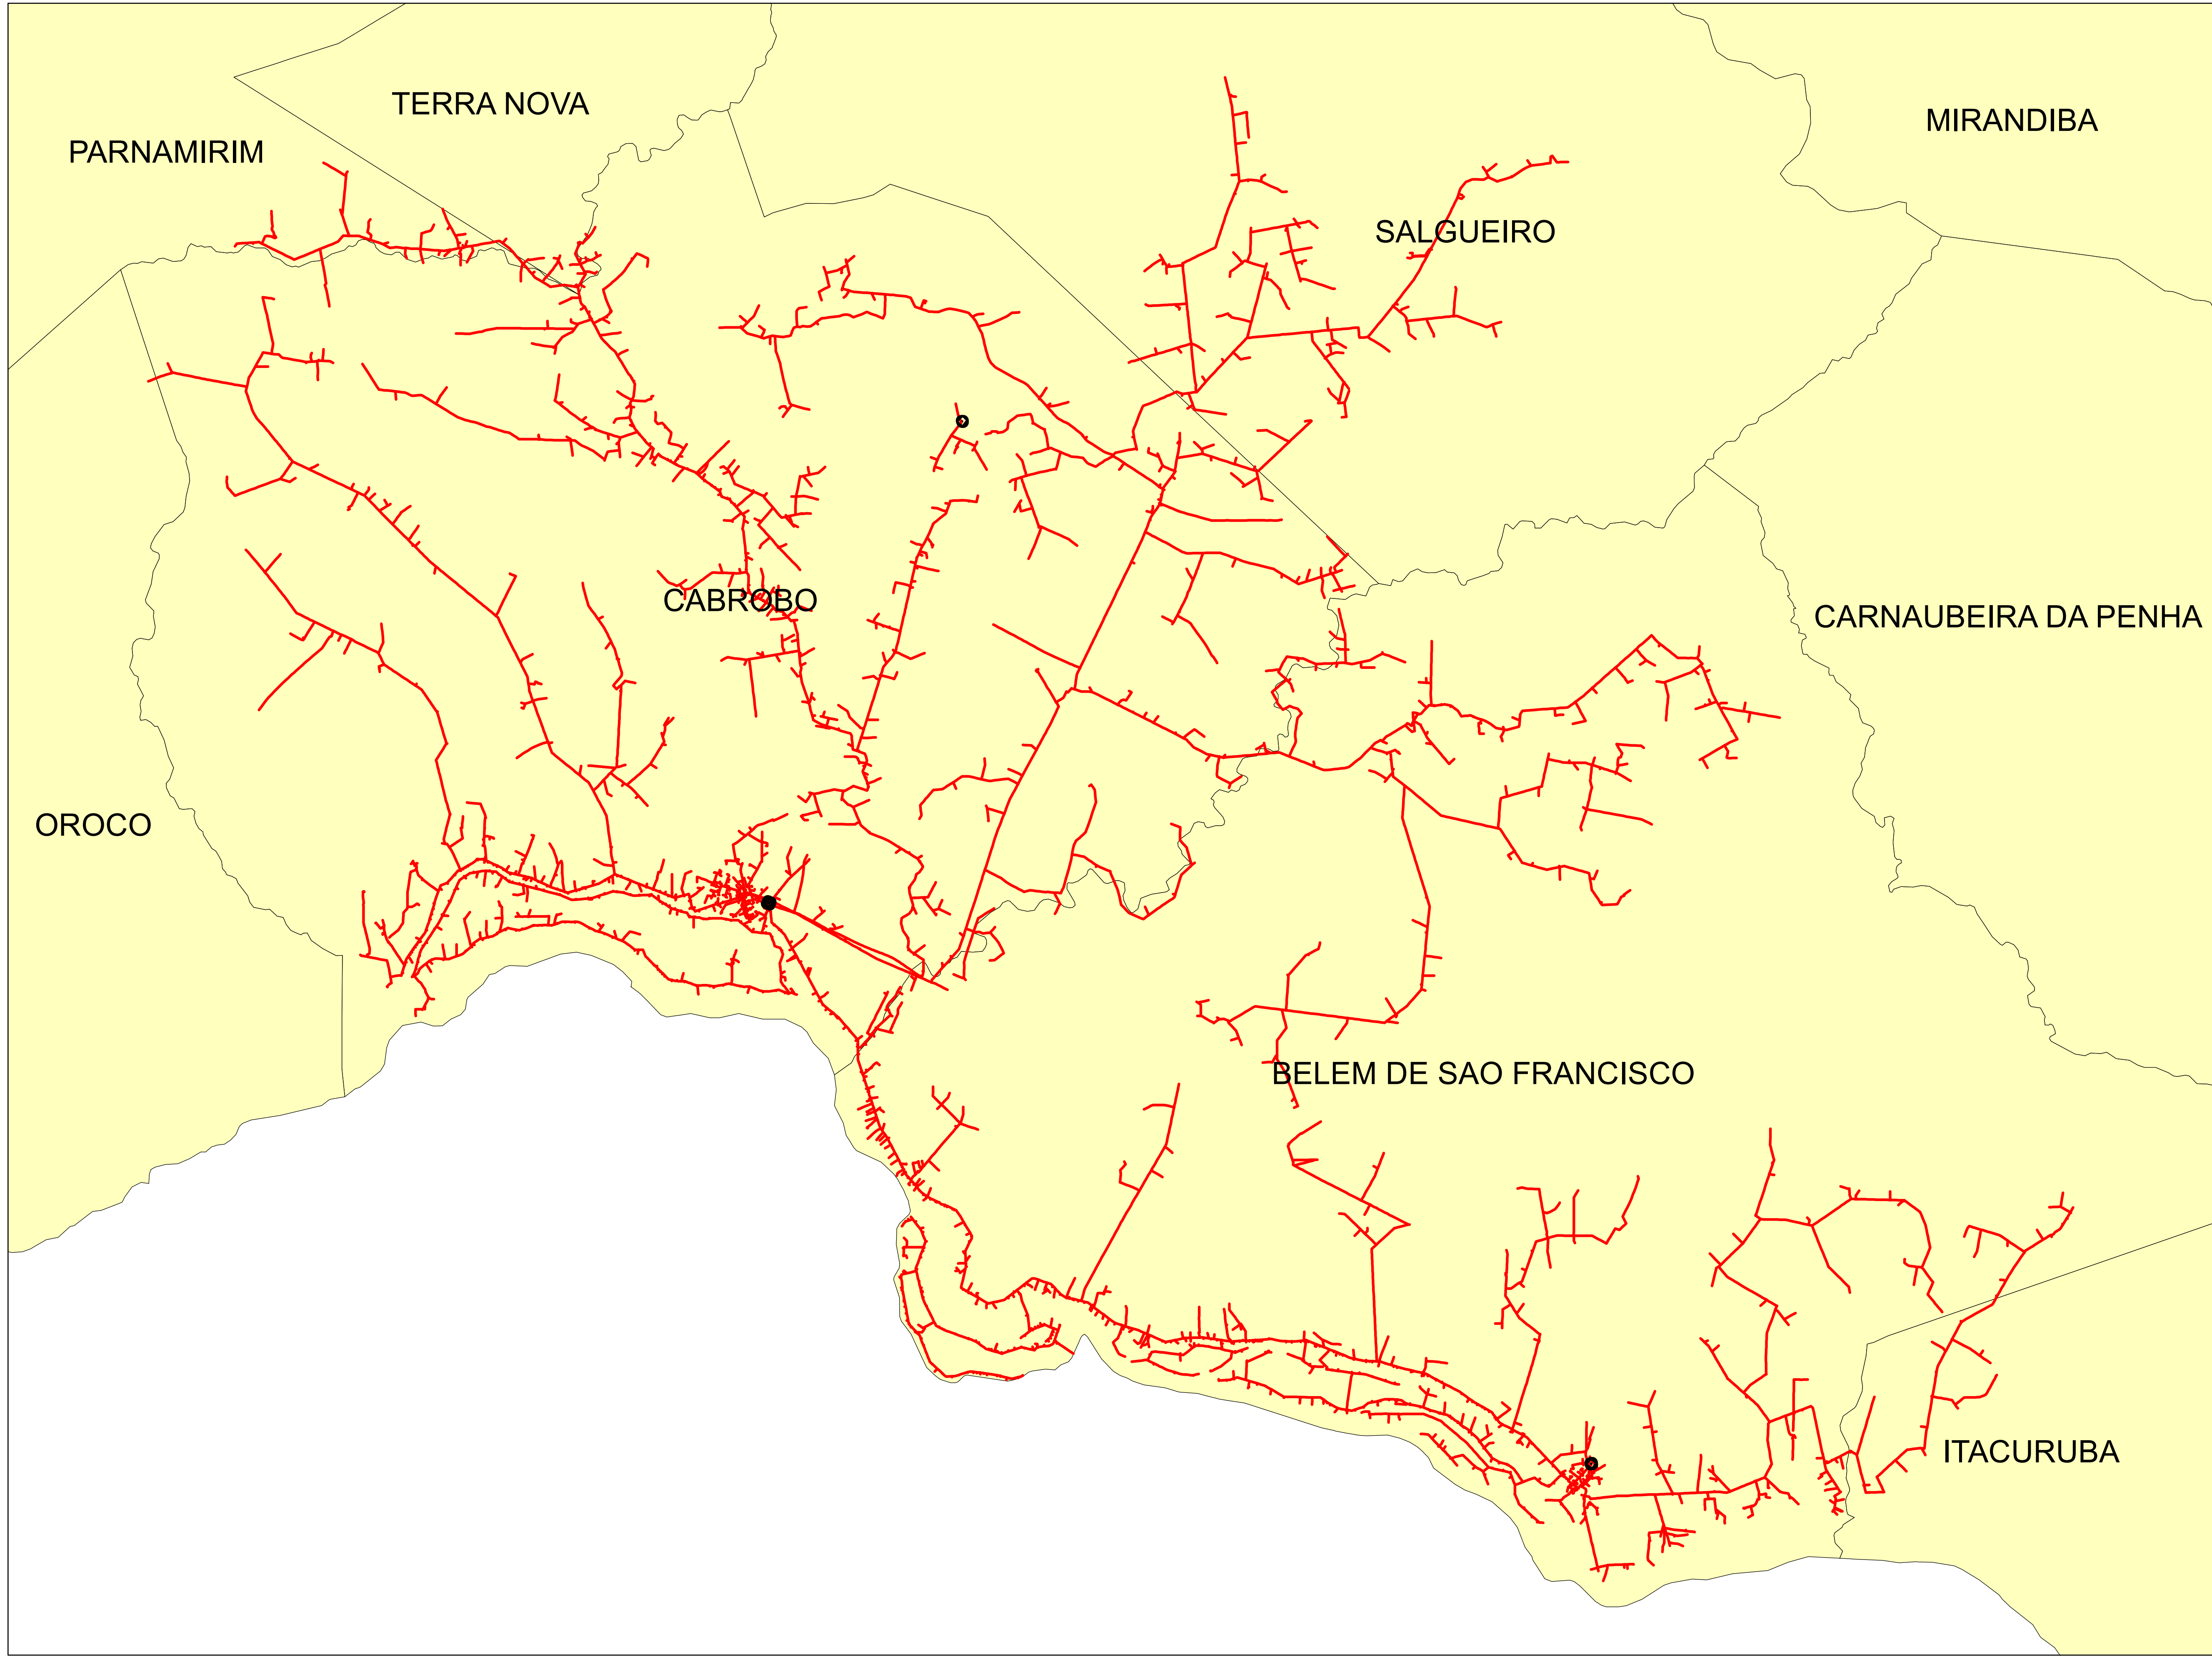 TERRA NOVA
MIRANDIBA
PARNAMIRIM
SALGUEIRO
CABROBO
CARNAUBEIRA DA PENHA
OROCO
BELEM DE SAO FRANCISCO
ITACURUBA